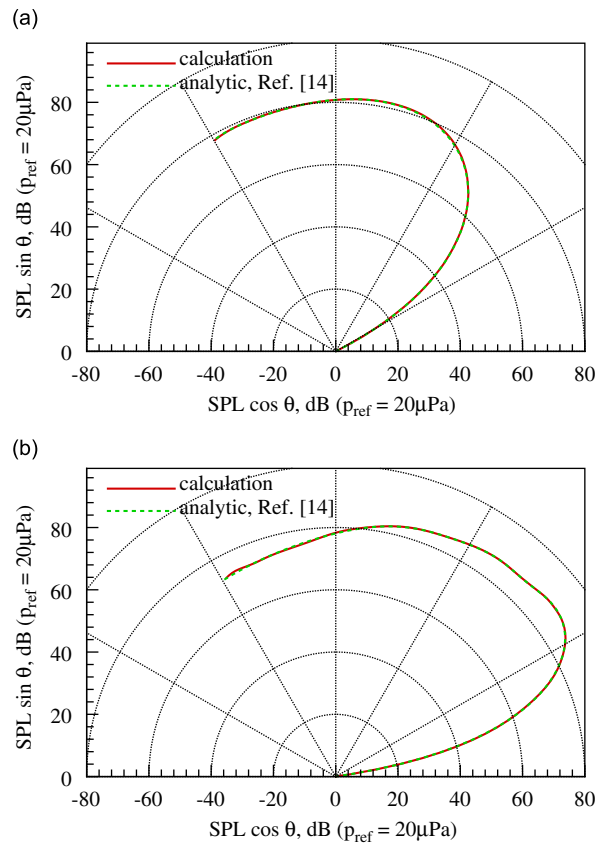 (a)
calculation
analytic, Ref. [14]
SPL sin θ, dB (p_ref = 20μPa)
80
60
40
20
0
-80 -60 -40 -20 0 20 40 60 80
SPL cos θ, dB (p_ref = 20μPa)
(b)
calculation
analytic, Ref. [14]
SPL sin θ, dB (p_ref = 20μPa)
80
60
40
20
0
-80 -60 -40 -20 0 20 40 60 80
SPL cos θ, dB (p_ref = 20μPa)